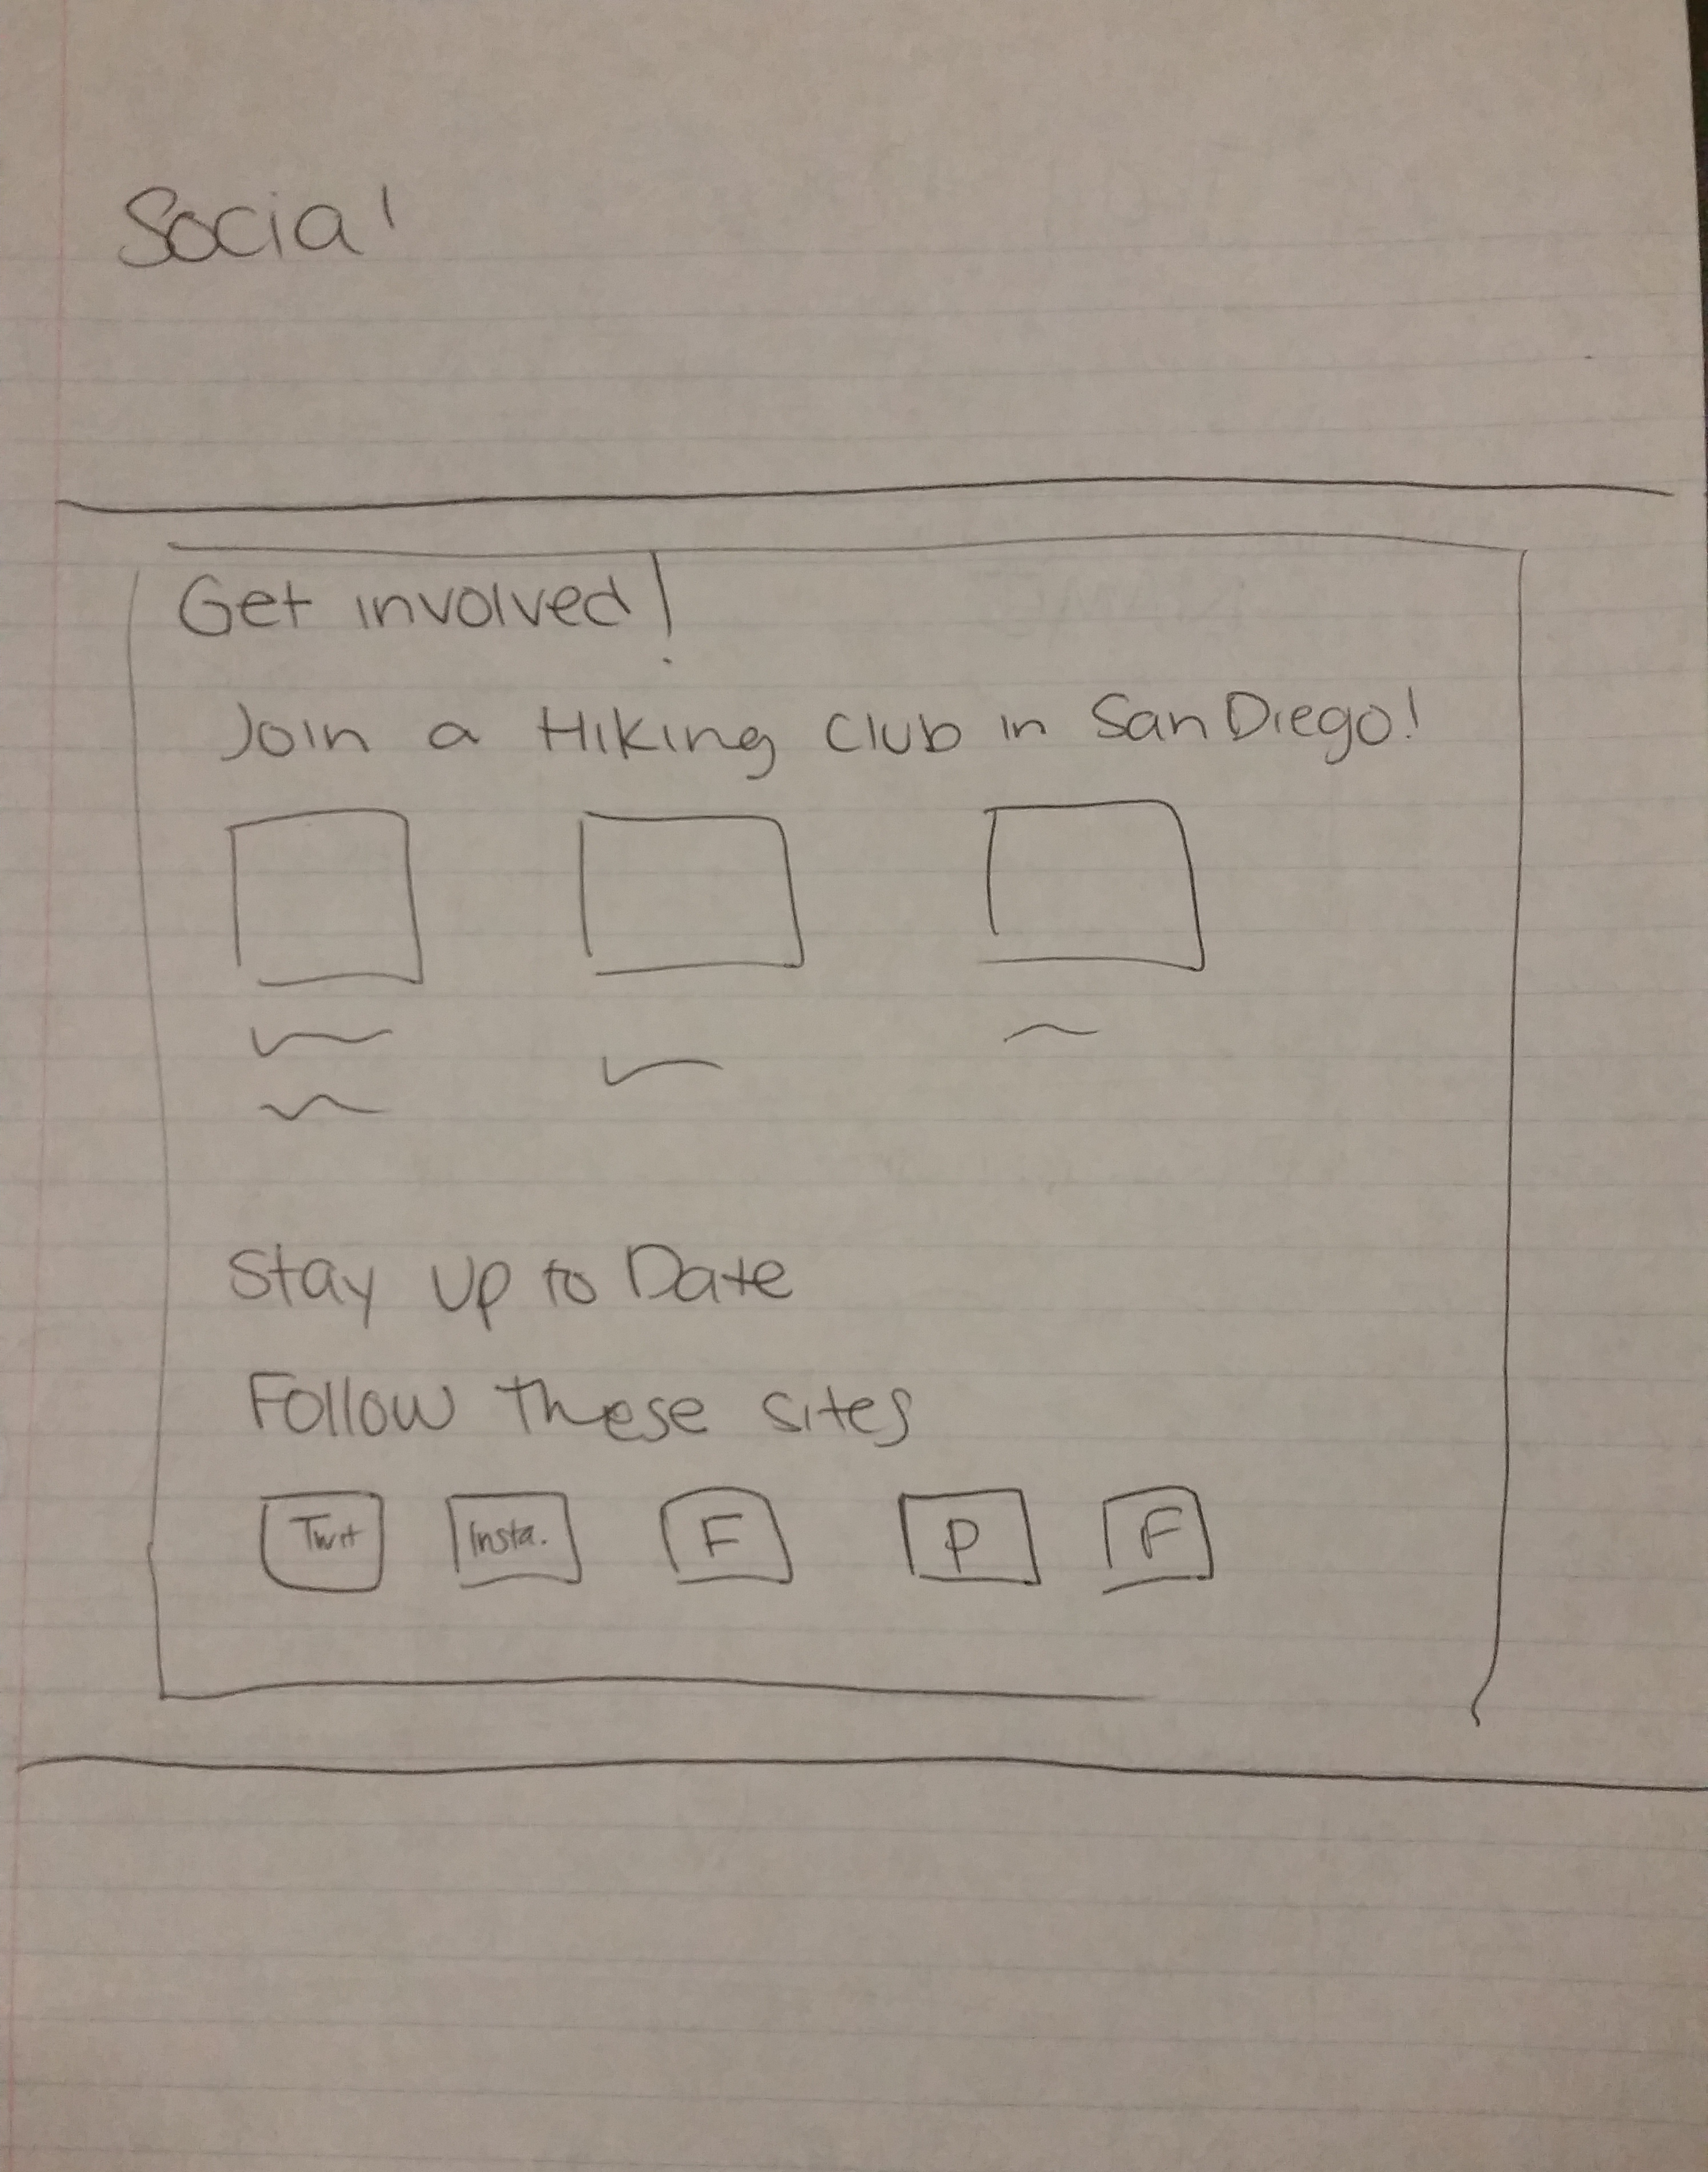 Social
Get involved!
Join a Hiking Club in San Diego!
Stay Up to Date
Follow These sites
Twit Insta. F P F